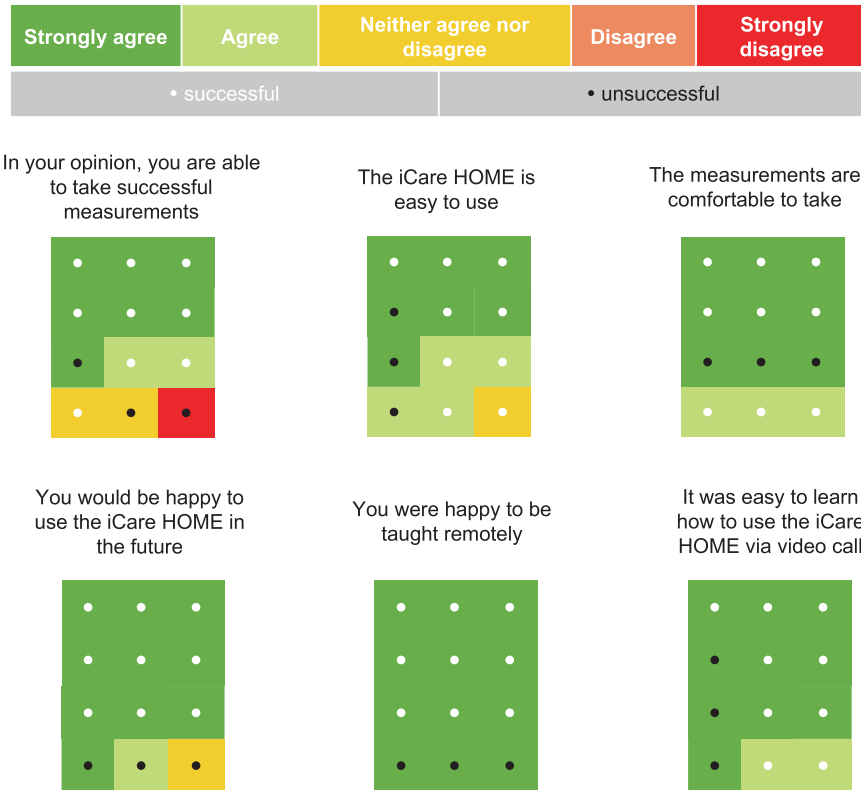 Strongly agree
Agree
Neither agree nor
disagree
Disagree
Strongly
disagree
• successful
• unsuccessful
In your opinion, you are able
to take successful
measurements
The iCare HOME is
easy to use
The measurements are
comfortable to take
You would be happy to
use the iCare HOME in
the future
You were happy to be
taught remotely
It was easy to learn
how to use the iCare
HOME via video call